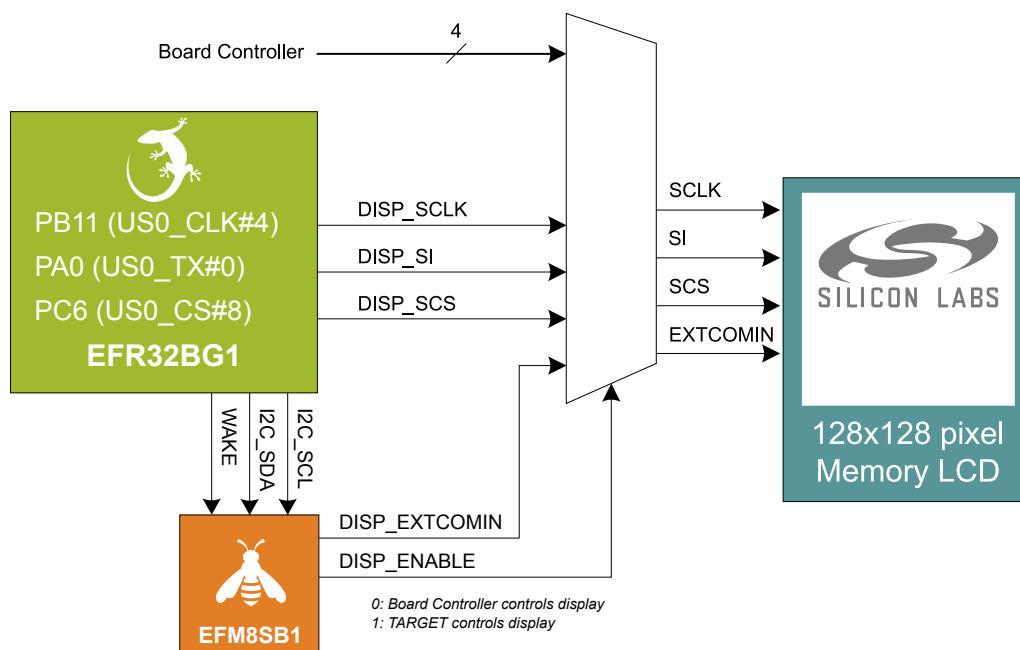 4
Board Controller
PB11 (US0_CLK#4)
PA0 (US0_TX#0)
PC6 (US0_CS#8)
EFR32BG1
DISP_SCLK
DISP_SI
DISP_SCS
SCLK
SI
SCS
EXTCOMIN
SILICON LABS
128x128 pixel
Memory LCD
WAKE
I2C_SDA
I2C_SCL
DISP_EXTCOMIN
DISP_ENABLE
0: Board Controller controls display
1: TARGET controls display
EFM8SB1